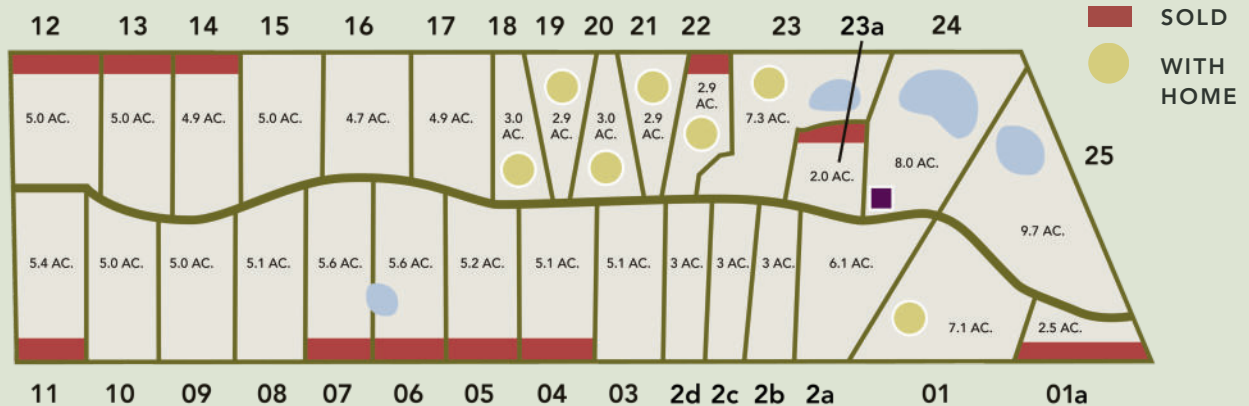 12 13 14 15 16 17 18 19 20 21 22 23 23a 24
SOLD
WITH
HOME
5.0 AC. 5.0 AC. 4.9 AC. 5.0 AC. 4.7 AC. 4.9 AC.
3.0
AC.
2.9
AC.
3.0
AC.
2.9
AC.
2.9
AC.
7.3 AC.
2.0 AC.
8.0 AC.
25
9.7 AC.
5.4 AC. 5.0 AC. 5.0 AC. 5.1 AC. 5.6 AC. 5.6 AC. 5.2 AC. 5.1 AC. 5.1 AC. 3 AC. 3 AC. 3 AC. 6.1 AC.
7.1 AC. 2.5 AC.
11 10 09 08 07 06 05 04 03 2d 2c 2b 2a 01 01a